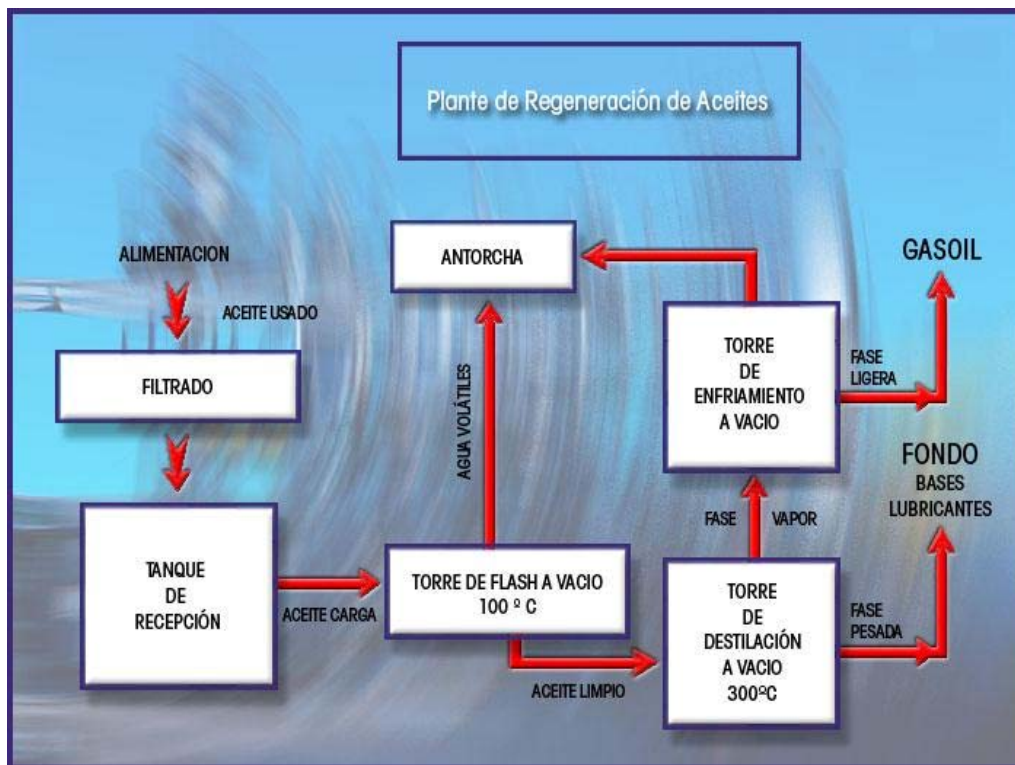 Plante de Regeneración de Aceites
ALIMENTACION
ACEITE USADO
FILTRADO
TANQUE
DE
RECEPCIÓN
ACEITE CARGA
ANTORCHA
AGUA VOLÁTILES
TORRE DE FLASH A VACIO
100 º C
ACEITE LIMPIO
TORRE
DE
ENFRIAMIENTO
A VACIO
FASE VAPOR
TORRE
DE
DESTILACIÓN
A VACIO
300ºC
GASOIL
FASE
LIGERA
FONDO
BASES
LUBRICANTES
FASE
PESADA